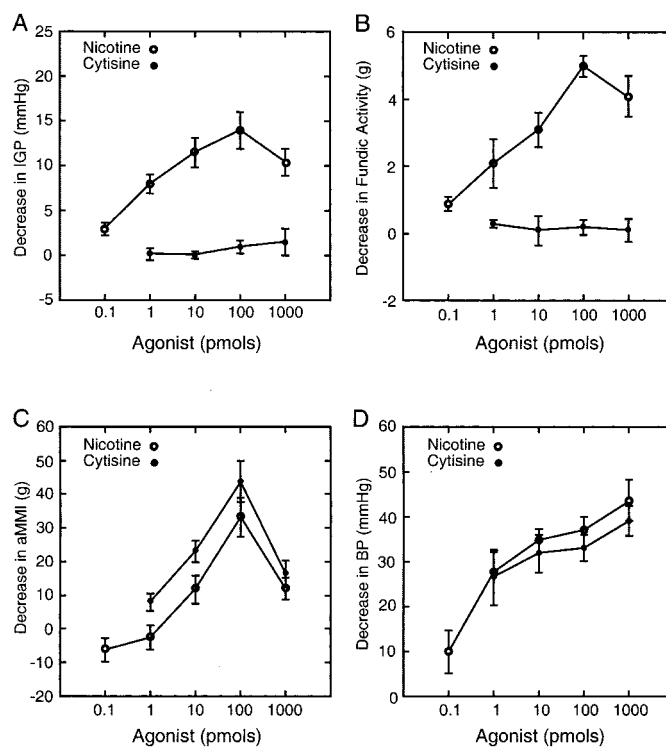 A
Nicotine
Cytisine
Decrease in IGP (mmHg)
25
20
15
10
5
0
-5
0.1 1 10 100 1000
Agonist (pmols)
B
Nicotine
Cytisine
Decrease in Fundic Activity (g)
6
4
2
0
-2
0.1 1 10 100 1000
Agonist (pmols)
C
Nicotine
Cytisine
Decrease in aMMI (g)
60
50
40
30
20
10
0
-10
-20
0.1 1 10 100 1000
Agonist (pmols)
D
Nicotine
Cytisine
Decrease in BP (mmHg)
60
50
40
30
20
10
0
0.1 1 10 100 1000
Agonist (pmols)